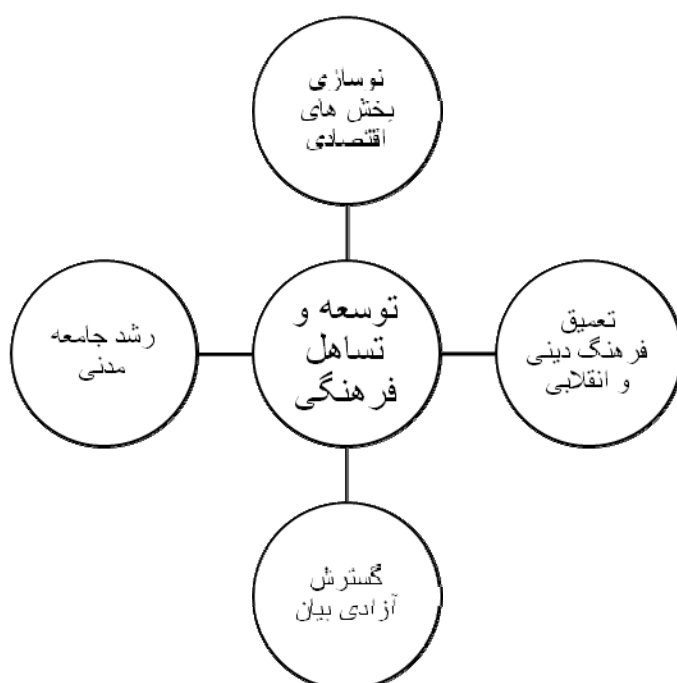 نوسازی
بخش های
اقتصادی
تعمیق
فرهنگ دینی
و انقلابی
توسعه و
تساهل
فرهنگی
رشد جامعه
مدنی
گسترش
آزادی بیان